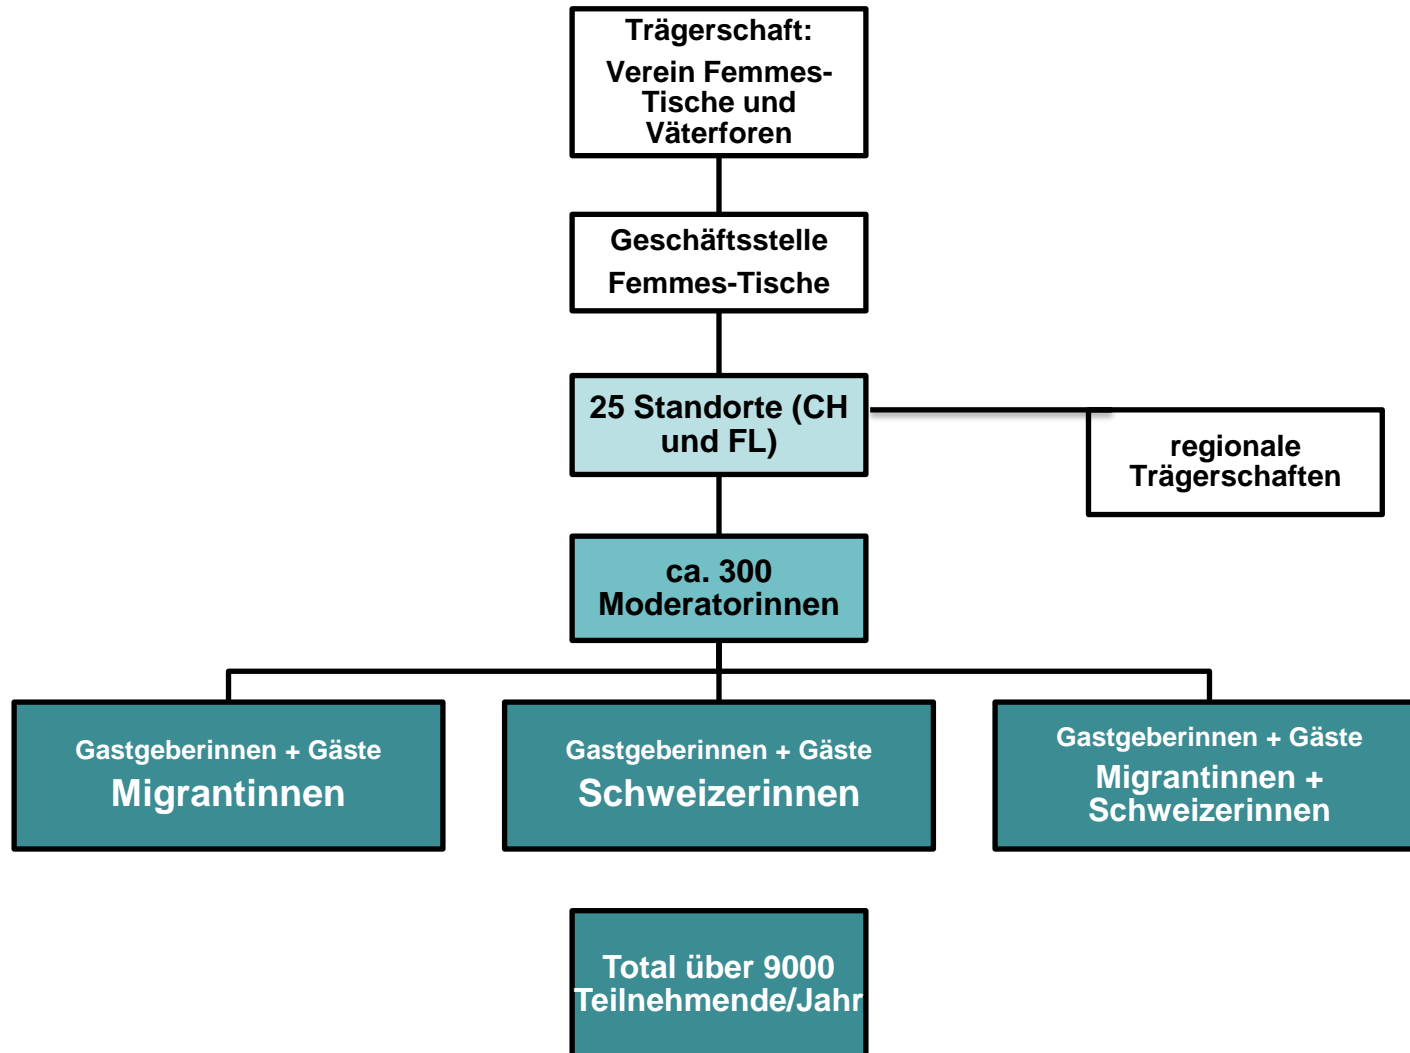 Trägerschaft:
Verein Femmes-
Tische und
Väterforen
Geschäftsstelle
Femmes-Tische
25 Standorte (CH
und FL)
regionale
Trägerschaften
ca. 300
Moderatorinnen
Gastgeberinnen + Gäste
Migrantinnen
Gastgeberinnen + Gäste
Schweizerinnen
Gastgeberinnen + Gäste
Migrantinnen +
Schweizerinnen
Total über 9000
Teilnehmende/Jahr